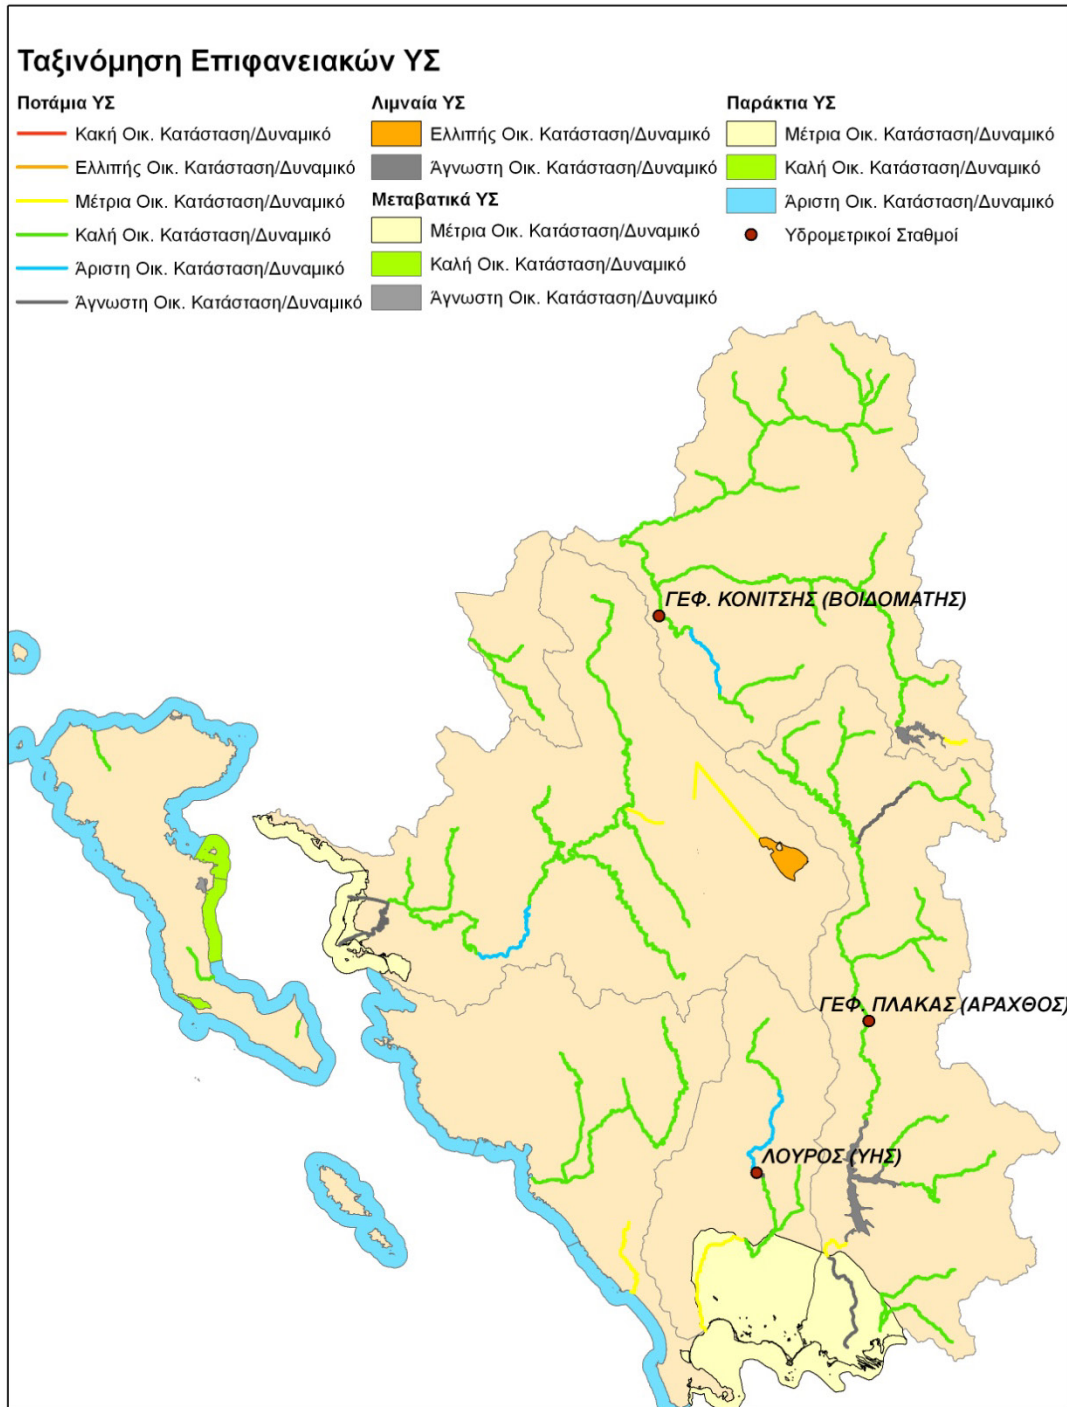 Ταξινόμηση Επιφανειακών ΥΣ
Ποτάμια ΥΣ
Κακή Οικ. Κατάσταση/Δυναμικό
Ελλιπής Οικ. Κατάσταση/Δυναμικό
Μέτρια Οικ. Κατάσταση/Δυναμικό
Καλή Οικ. Κατάσταση/Δυναμικό
Άριστη Οικ. Κατάσταση/Δυναμικό
Άγνωστη Οικ. Κατάσταση/Δυναμικό
Λιμναία ΥΣ
Ελλιπής Οικ. Κατάσταση/Δυναμικό
Άγνωστη Οικ. Κατάσταση/Δυναμικό
Μεταβατικά ΥΣ
Μέτρια Οικ. Κατάσταση/Δυναμικό
Καλή Οικ. Κατάσταση/Δυναμικό
Άγνωστη Οικ. Κατάσταση/Δυναμικό
Παράκτια ΥΣ
Μέτρια Οικ. Κατάσταση/Δυναμικό
Καλή Οικ. Κατάσταση/Δυναμικό
Άριστη Οικ. Κατάσταση/Δυναμικό
Υδρομετρικοί Σταθμοί
ΓΕΦ. ΚΟΝΙΤΣΗΣ (ΒΟΙΔΟΜΑΤΗΣ)
ΓΕΦ. ΠΛΑΚΑΣ (ΑΡΑΧΘΟΣ)
ΛΟΥΡΟΣ (ΥΗΣ)